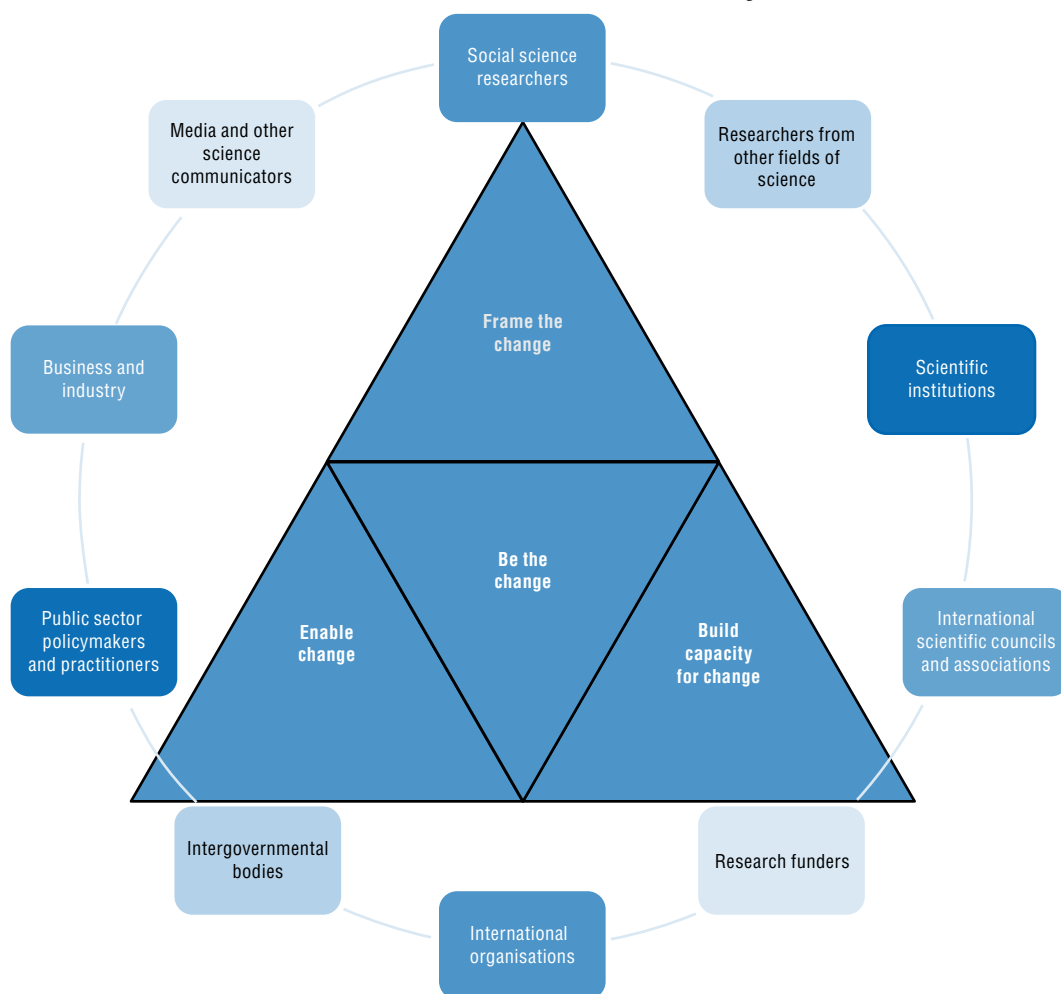 Social science
researchers
Media and other
science
communicators
Researchers from
other fields of
science
Frame the
change
Business and
industry
Scientific
institutions
Be the
change
Public sector
policymakers
and practitioners
Enable
change
Build
capacity
for change
International
scientific councils
and associations
Intergovernmental
bodies
Research funders
International
organisations